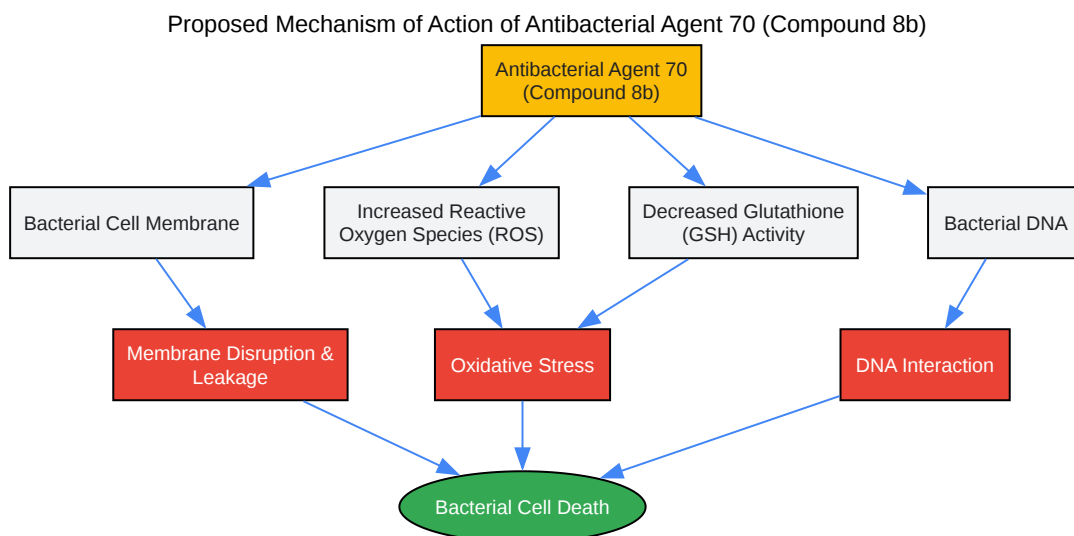 Proposed Mechanism of Action of Antibacterial Agent 70 (Compound 8b)
Antibacterial Agent 70
(Compound 8b)
Bacterial Cell Membrane
Increased Reactive
Oxygen Species (ROS)
Decreased Glutathione
(GSH) Activity
Bacterial DNA
Membrane Disruption &
Leakage
Oxidative Stress
DNA Interaction
Bacterial Cell Death